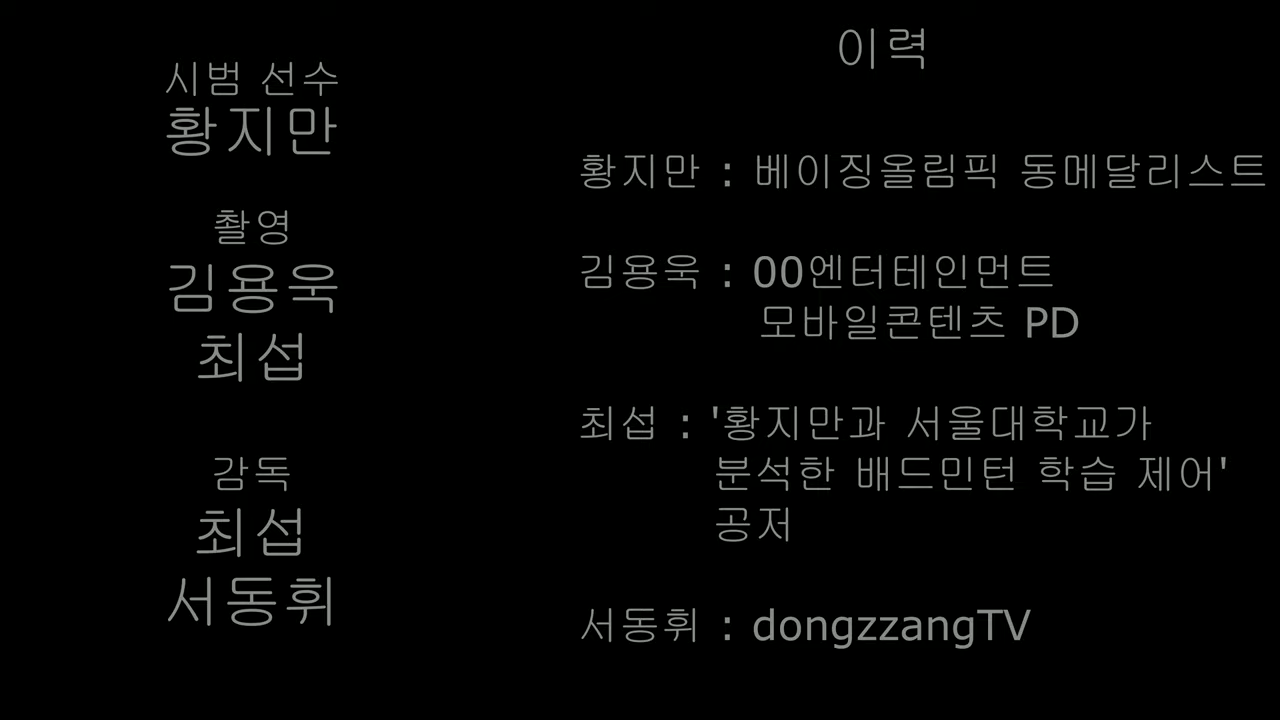 시범 선수
황지만
촬영
김용욱
최섭
감독
최섭
서동휘
이력
황지만 : 베이징올림픽 동메달리스트
김용욱 : 00엔터테인먼트
모바일콘텐츠 PD
최섭 : '황지만과 서울대학교가
분석한 배드민턴 학습 제어'
공저
서동휘 : dongzzangTV